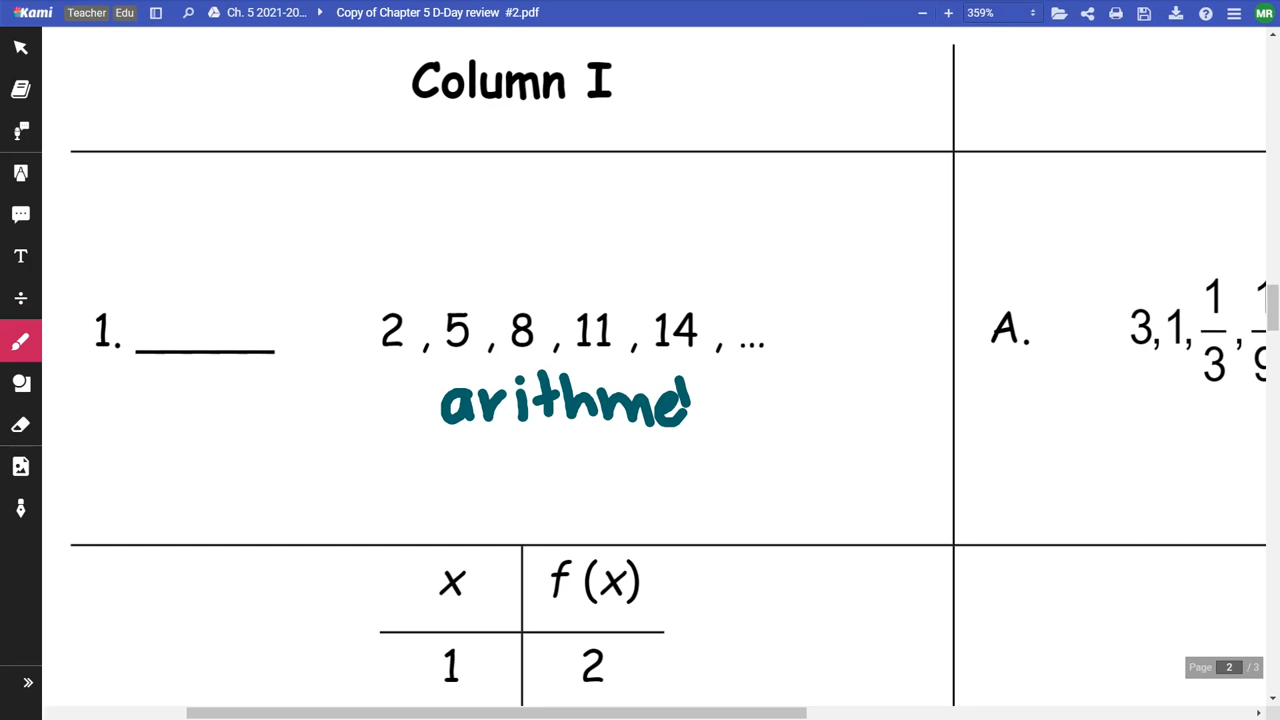 Kami Teacher Edu Ch. 5 2021-20... Copy of Chapter 5 D-Day review #2.pdf 359% MR
Column I
1. ______ 2 , 5 , 8 , 11 , 14 , ...
arithme
A. 3,1, 1/3 ,
x f (x)
1 2
Page 2 / 3